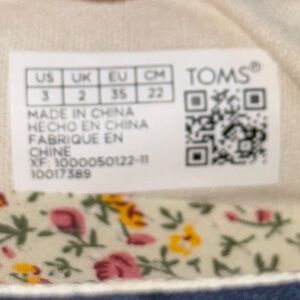 US UK EU CM
3 2 35 22
TOMS®
MADE IN CHINA
HECHO EN CHINA
FABRIQUE EN
CHINE
XF: 1000050122-11
10017389